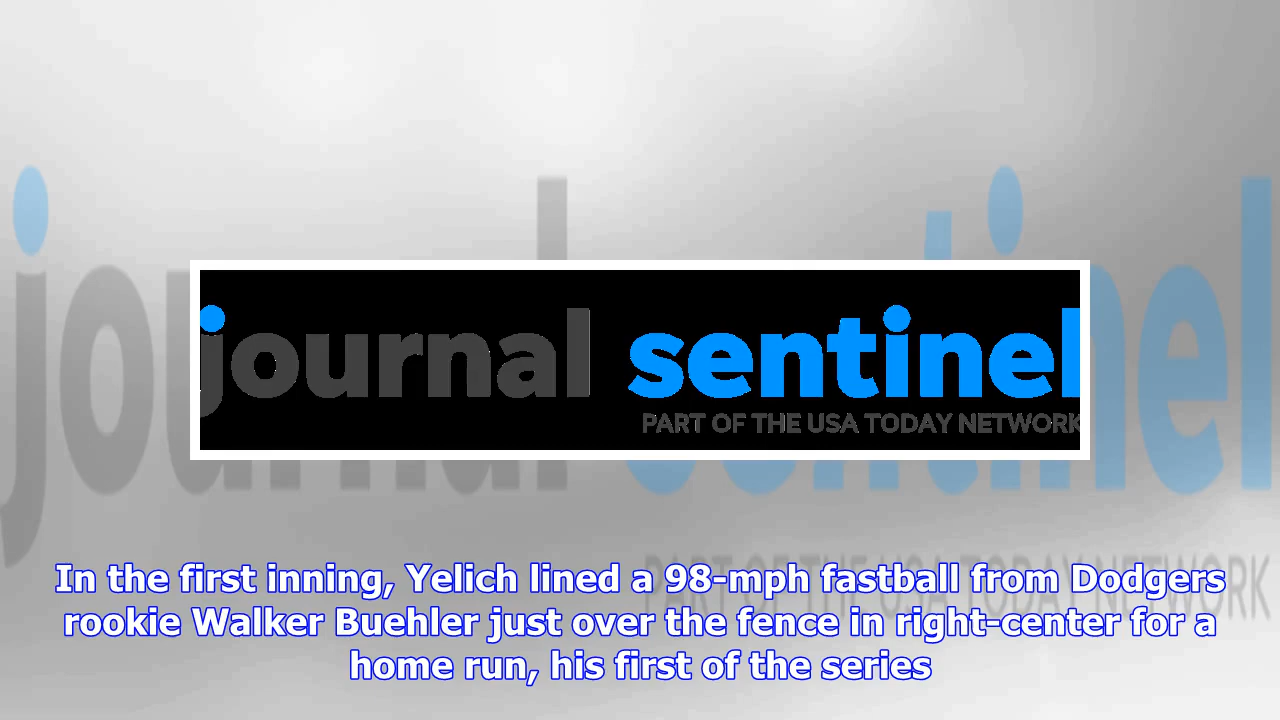 journal sentinel
PART OF THE USA TODAY NETWORK
In the first inning, Yelich lined a 98-mph fastball from Dodgers
rookie Walker Buehler just over the fence in right-center for a
home run, his first of the series